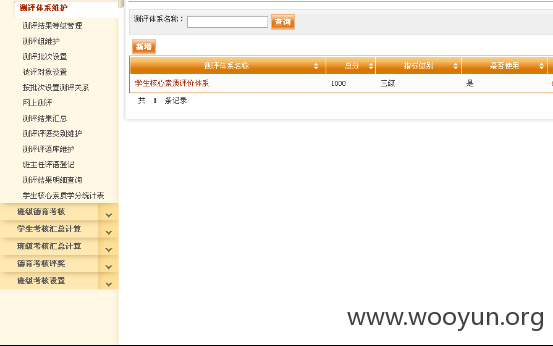 测评体系维护
测评结果等级管理
测评组维护
测评批次设置
被评对象设置
按批次设置测评关系
网上测评
测评结果汇总
测评评语类别维护
测评评语库维护
班主任评语登记
测评结果明细查询
学生核心素质学分统计表
班级德育考核
学生考核汇总计算
班级考核汇总计算
德育考核评奖
班级考核设置
测评体系名称：
查询
新增
测评体系名称 总分 指标级别 是否使用
学生核心素质评价体系 1000 三级 是
共 1 条记录
www.wooyun.org